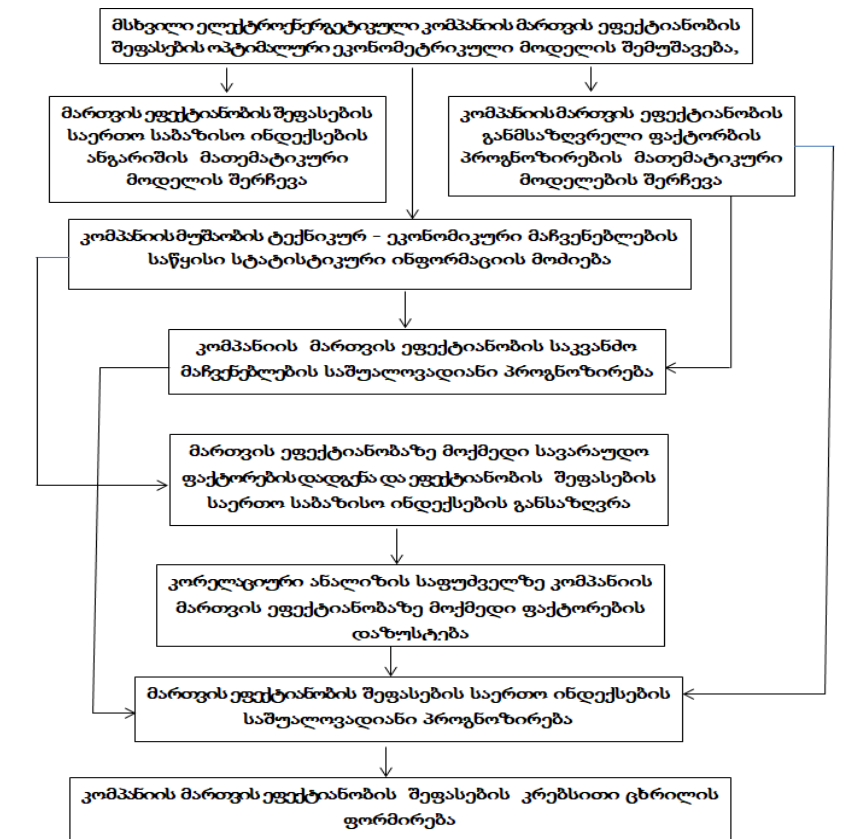 მსხვილი ელექტროენერგეტიკული კომპანიის მართვის ეფექტიანობის
შეფასების ოპტიმალური ეკონომეტრიკული მოდელის შემუშავება,
მართვის ეფექტიანობის შეფასების
საერთო საბაზისო ინდექსების
ანგარიშის მათემატიკური
მოდელის შერჩევა
კომპანიის მართვის ეფექტიანობის
განმსაზღვრელი ფაქტორბის
პროგნოზირების მათემატიკური
მოდელების შერჩევა
კომპანიის მუშაობის ტექნიკურ - ეკონომიკური მაჩვენებლების
საწყისი სტატისტიკური ინფორმაციის მოძიება
კომპანიის მართვის ეფექტიანობის საკვანძო
მაჩვენებლების საშუალოვადიანი პროგნოზირება
მართვის ეფექტიანობაზე მოქმედი სავარაუდო
ფაქტორების დადგენა და ეფექტიანობის შეფასების
საერთო საბაზისო ინდექსების განსაზღვრა
კორელაციური ანალიზის საფუძველზე კომპანიის
მართვის ეფექტიანობაზე მოქმედი ფაქტორების
დაზუსტება
მართვის ეფექტიანობის შეფასების საერთო ინდექსების
საშუალოვადიანი პროგნოზირება
კომპანიის მართვის ეფექტიანობის შეფასების კრებსითი ცხრილის
ფორმირება